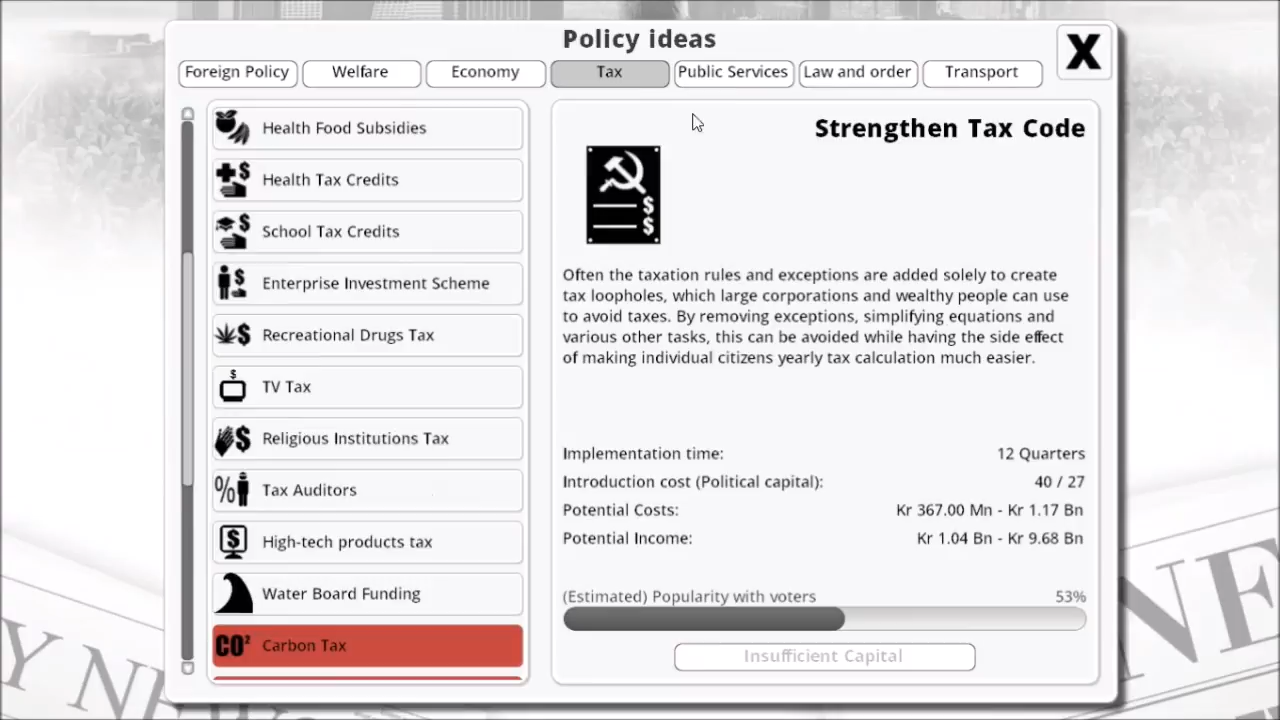 Policy ideas
X
Foreign Policy
Welfare
Economy
Tax
Public Services
Law and order
Transport
Health Food Subsidies
Health Tax Credits
School Tax Credits
Enterprise Investment Scheme
Recreational Drugs Tax
TV Tax
Religious Institutions Tax
Tax Auditors
High-tech products tax
Water Board Funding
CO² Carbon Tax
Strengthen Tax Code
Often the taxation rules and exceptions are added solely to create
tax loopholes, which large corporations and wealthy people can use
to avoid taxes. By removing exceptions, simplifying equations and
various other tasks, this can be avoided while having the side effect
of making individual citizens yearly tax calculation much easier.
Implementation time: 12 Quarters
Introduction cost (Political capital): 40 / 27
Potential Costs: Kr 367.00 Mn - Kr 1.17 Bn
Potential Income: Kr 1.04 Bn - Kr 9.68 Bn
(Estimated) Popularity with voters 53%
Insufficient Capital